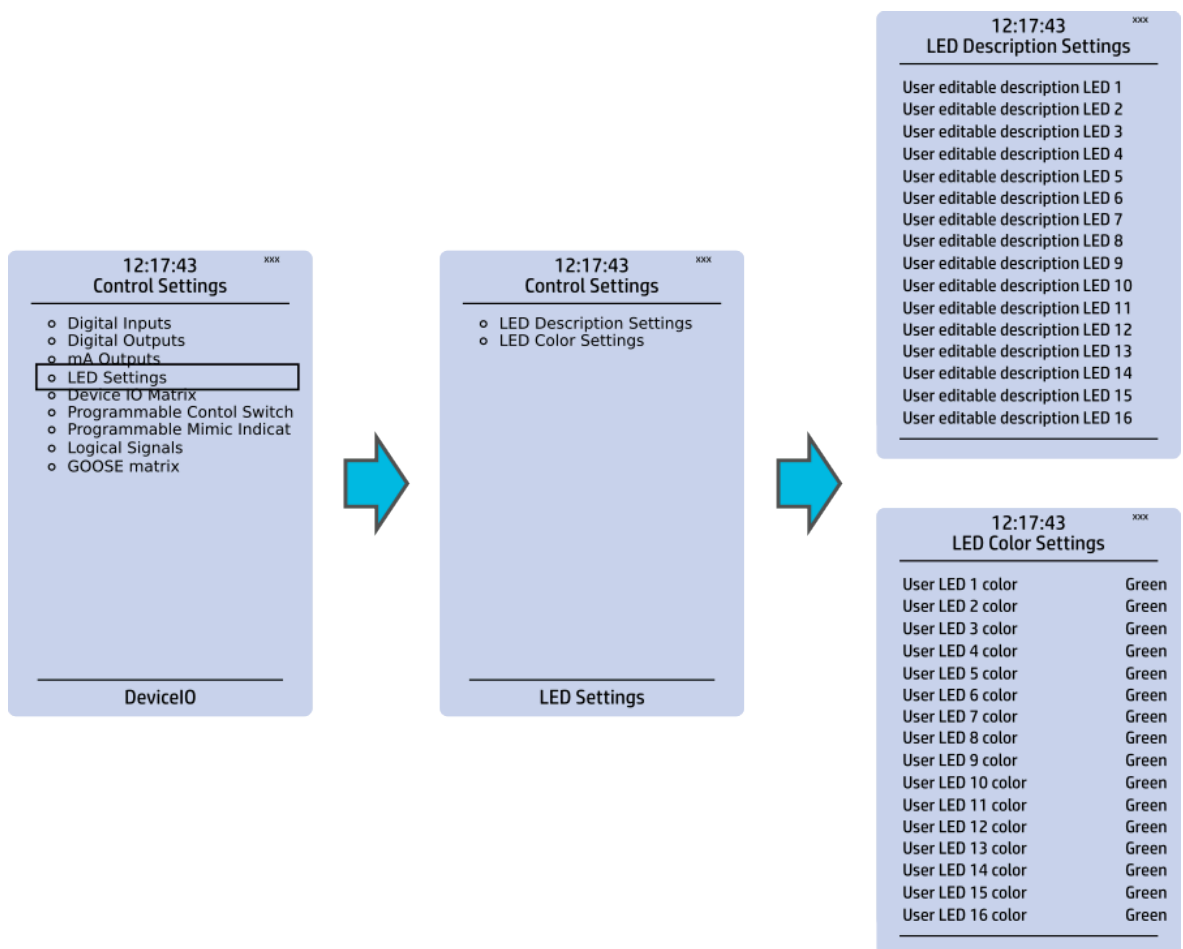 12:17:43 xxx
Control Settings
Digital Inputs
Digital Outputs
mA Outputs
LED Settings
Device IO Matrix
Programmable Contol Switch
Programmable Mimic Indicat
Logical Signals
GOOSE matrix
DeviceIO
12:17:43 xxx
Control Settings
LED Description Settings
LED Color Settings
LED Settings
12:17:43 xxx
LED Description Settings
User editable description LED 1
User editable description LED 2
User editable description LED 3
User editable description LED 4
User editable description LED 5
User editable description LED 6
User editable description LED 7
User editable description LED 8
User editable description LED 9
User editable description LED 10
User editable description LED 11
User editable description LED 12
User editable description LED 13
User editable description LED 14
User editable description LED 15
User editable description LED 16
12:17:43 xxx
LED Color Settings
User LED 1 color Green
User LED 2 color Green
User LED 3 color Green
User LED 4 color Green
User LED 5 color Green
User LED 6 color Green
User LED 7 color Green
User LED 8 color Green
User LED 9 color Green
User LED 10 color Green
User LED 11 color Green
User LED 12 color Green
User LED 13 color Green
User LED 14 color Green
User LED 15 color Green
User LED 16 color Green